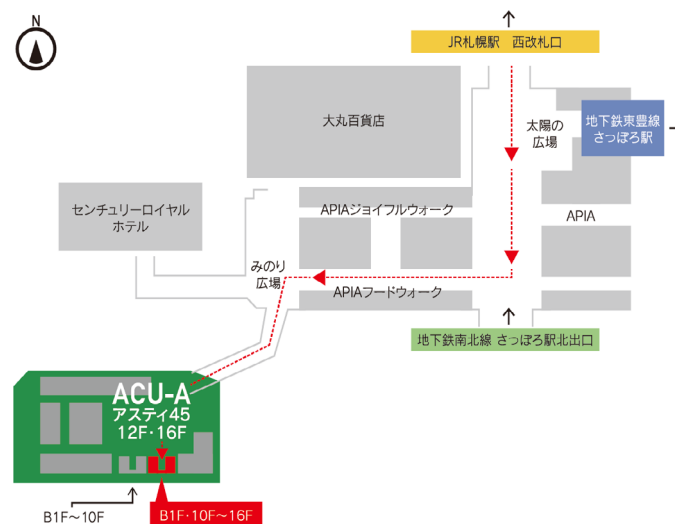 N
JR札幌駅 西改札口
大丸百貨店
太陽の
広場
地下鉄東豊線
さっぽろ駅
センチュリーロイヤル
ホテル
APIAジョイフルウォーク
APIA
みのり
広場
APIAフードウォーク
地下鉄南北線 さっぽろ駅北出口
ACU-A
アスティ45
12F・16F
B1F～10F
B1F・10F～16F